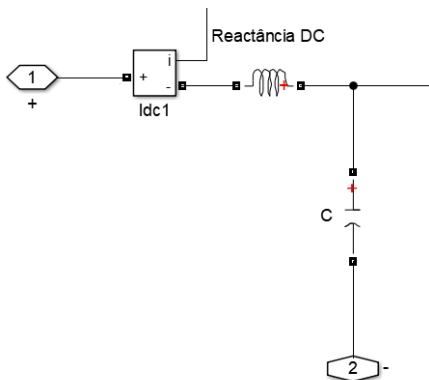 Reactância DC
i
1
+
-
+
Idc1
+
+
C
2
-